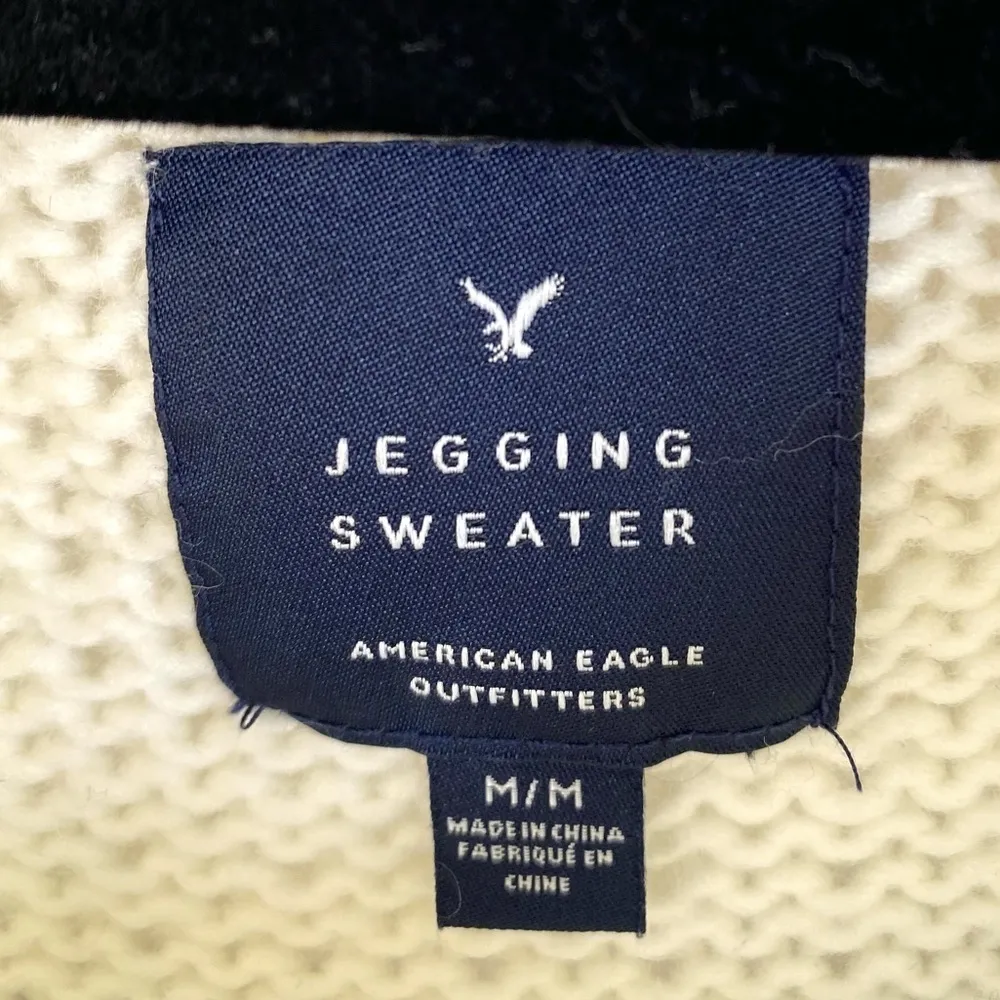 JEGGING
SWEATER
AMERICAN EAGLE
OUTFITTERS
M/M
MADE IN CHINA
FABRIQUÉ EN
CHINE